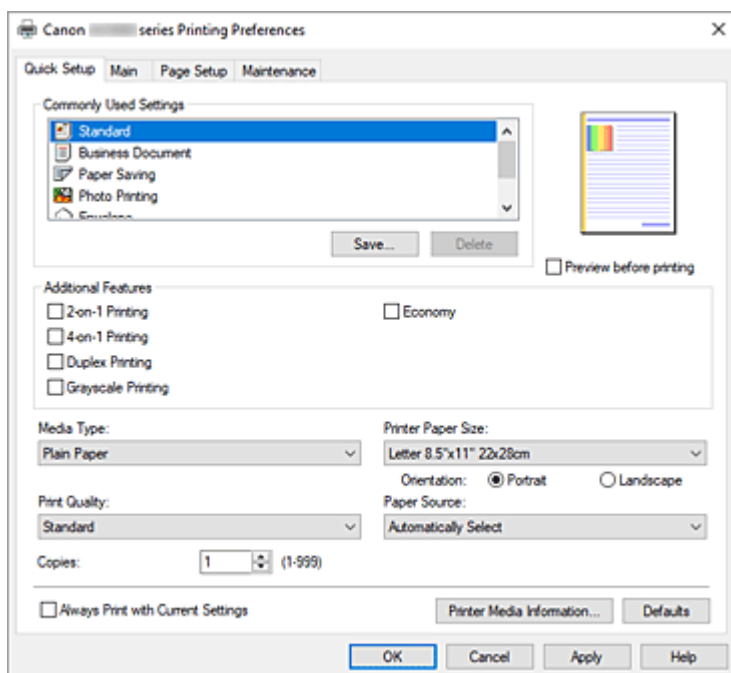 Canon series Printing Preferences
Quick Setup Main Page Setup Maintenance
Commonly Used Settings
Standard
Business Document
Paper Saving
Photo Printing
Envelope
Save... Delete
Preview before printing
Additional Features
2-on-1 Printing Economy
4-on-1 Printing
Duplex Printing
Grayscale Printing
Media Type: Printer Paper Size:
Plain Paper Letter 8.5"x11" 22x28cm
Orientation: Portrait Landscape
Print Quality: Paper Source:
Standard Automatically Select
Copies: 1 (1-999)
Always Print with Current Settings Printer Media Information... Defaults
OK Cancel Apply Help